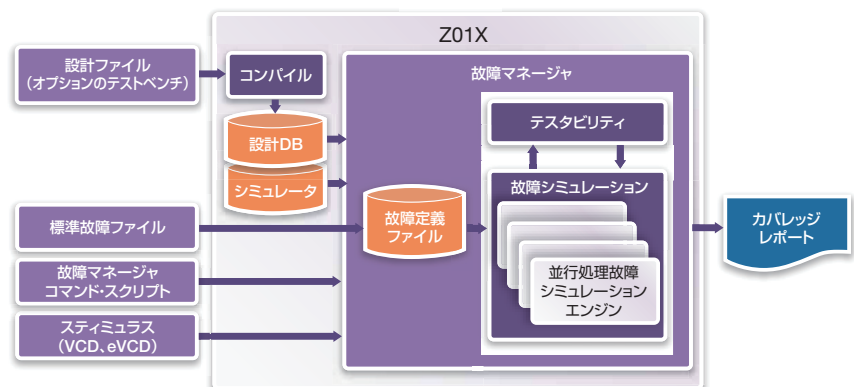 Z01X
設計ファイル
(オプションのテストベンチ)
コンパイル
設計DB
シミュレータ
故障マネージャ
テスタビリティ
故障シミュレーション
並行処理故障
シミュレーション
エンジン
故障定義
ファイル
標準故障ファイル
故障マネージャ
コマンド・スクリプト
スティミュラス
(VCD、eVCD)
カバレッジ
レポート